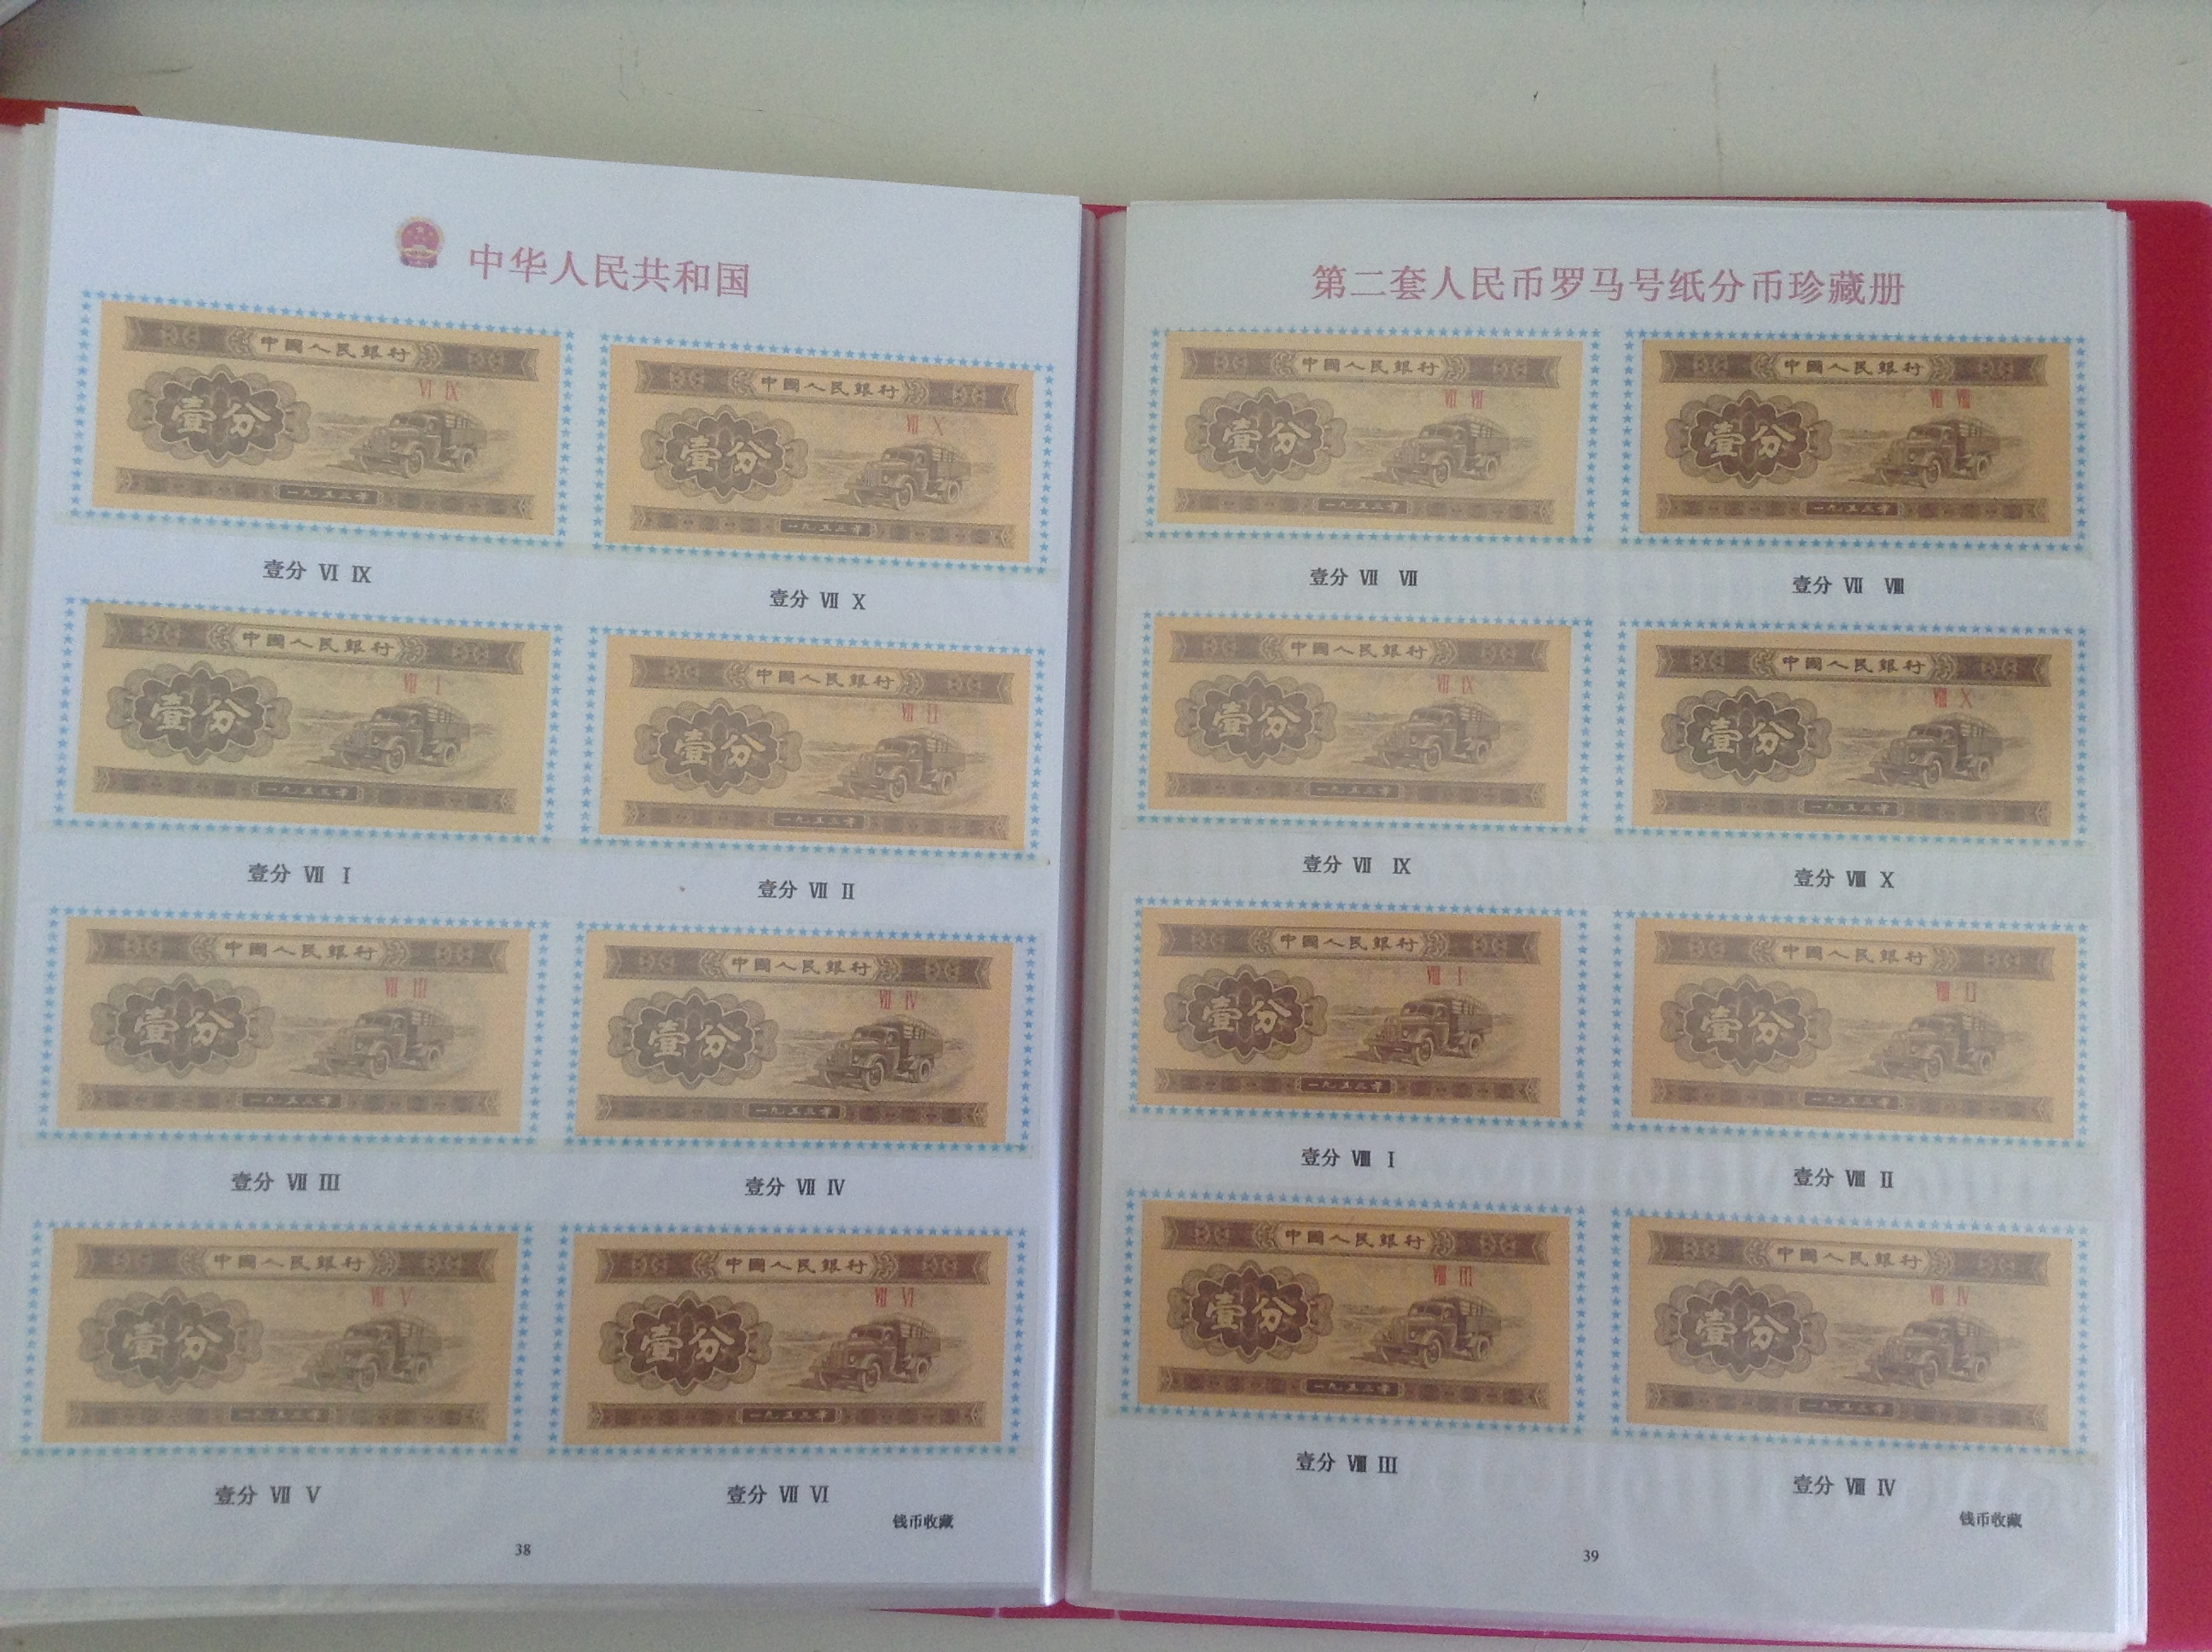 中华人民共和国
中國人民銀行
VI IX
壹分
一九五三年
壹分 VI IX
中國人民銀行
VII X
壹分
一九五三年
壹分 VII X
中國人民銀行
VII I
壹分
一九五三年
壹分 VII I
中國人民銀行
VII II
壹分
一九五三年
壹分 VII II
中國人民銀行
VII III
壹分
一九五三年
壹分 VII III
中國人民銀行
VII IV
壹分
一九五三年
壹分 VII IV
中國人民銀行
VII V
壹分
一九五三年
壹分 VII V
中國人民銀行
VII VI
壹分
一九五三年
壹分 VII VI
钱币收藏
38
第二套人民币罗马号纸分币珍藏册
中國人民銀行
VII VII
壹分
一九五三年
壹分 VII VII
中國人民銀行
VII VIII
壹分
一九五三年
壹分 VII VIII
中國人民銀行
VII IX
壹分
一九五三年
壹分 VII IX
中國人民銀行
VIII X
壹分
一九五三年
壹分 VIII X
中國人民銀行
VIII I
壹分
一九五三年
壹分 VIII I
中國人民銀行
VIII II
壹分
一九五三年
壹分 VIII II
中國人民銀行
VIII III
壹分
一九五三年
壹分 VIII III
中國人民銀行
VIII IV
壹分
一九五三年
壹分 VIII IV
钱币收藏
39